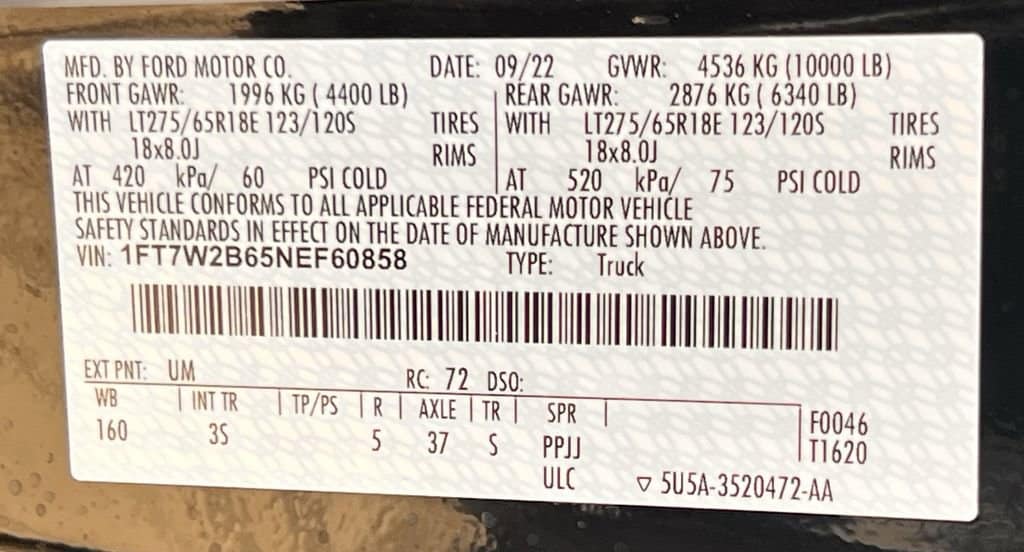 MFD. BY FORD MOTOR CO. DATE: 09/22 GVWR: 4536 KG (10000 LB)
FRONT GAWR: 1996 KG ( 4400 LB) REAR GAWR: 2876 KG ( 6340 LB)
WITH LT275/65R18E 123/120S TIRES WITH LT275/65R18E 123/120S TIRES
18x8.0J RIMS 18x8.0J RIMS
AT 420 kPa/ 60 PSI COLD AT 520 kPa/ 75 PSI COLD
THIS VEHICLE CONFORMS TO ALL APPLICABLE FEDERAL MOTOR VEHICLE
SAFETY STANDARDS IN EFFECT ON THE DATE OF MANUFACTURE SHOWN ABOVE.
VIN: 1FT7W2B65NEF60858 TYPE: Truck
EXT PNT: UM RC: 72 DSO:
WB INT TR TP/PS R AXLE TR SPR F0046
160 3S 5 37 S PPJJ T1620
ULC ▽ 5U5A-3520472-AA